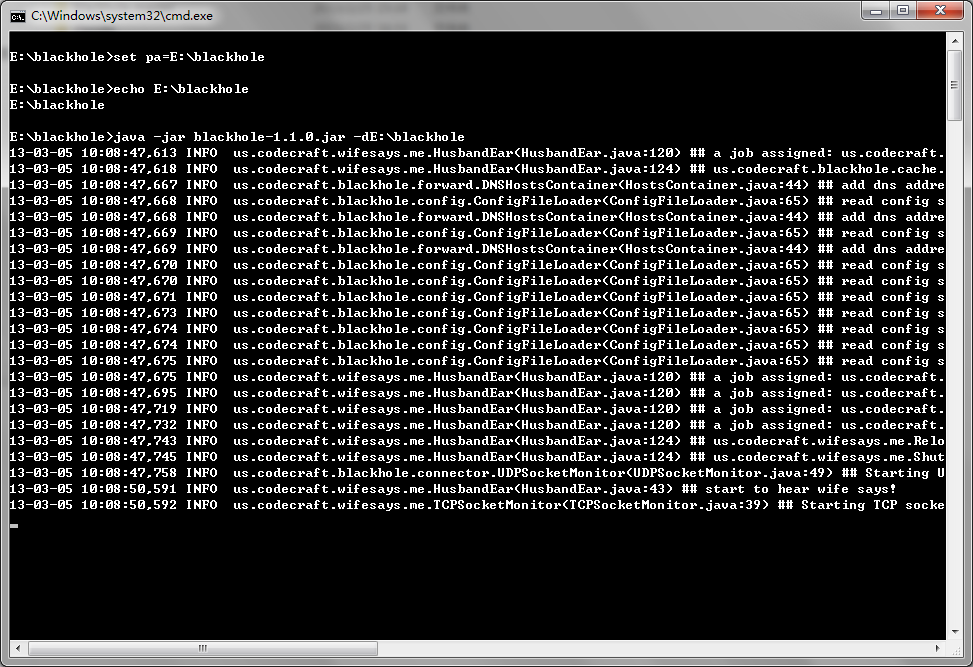 C:\Windows\system32\cmd.exe
E:\blackhole>set pa=E:\blackhole
E:\blackhole>echo E:\blackhole
E:\blackhole
E:\blackhole>java -jar blackhole-1.1.0.jar -dE:\blackhole
13-03-05 10:08:47,613 INFO  us.codecraft.wifesays.me.HusbandEar(HusbandEar.java:120) ## a job assigned: us.codecraft.
13-03-05 10:08:47,618 INFO  us.codecraft.wifesays.me.HusbandEar(HusbandEar.java:124) ## us.codecraft.blackhole.cache.
13-03-05 10:08:47,667 INFO  us.codecraft.blackhole.forward.DNSHostsContainer(HostsContainer.java:44) ## add dns addre
13-03-05 10:08:47,668 INFO  us.codecraft.blackhole.config.ConfigFileLoader(ConfigFileLoader.java:65) ## read config s
13-03-05 10:08:47,668 INFO  us.codecraft.blackhole.forward.DNSHostsContainer(HostsContainer.java:44) ## add dns addre
13-03-05 10:08:47,669 INFO  us.codecraft.blackhole.config.ConfigFileLoader(ConfigFileLoader.java:65) ## read config s
13-03-05 10:08:47,669 INFO  us.codecraft.blackhole.forward.DNSHostsContainer(HostsContainer.java:44) ## add dns addre
13-03-05 10:08:47,670 INFO  us.codecraft.blackhole.config.ConfigFileLoader(ConfigFileLoader.java:65) ## read config s
13-03-05 10:08:47,670 INFO  us.codecraft.blackhole.config.ConfigFileLoader(ConfigFileLoader.java:65) ## read config s
13-03-05 10:08:47,671 INFO  us.codecraft.blackhole.config.ConfigFileLoader(ConfigFileLoader.java:65) ## read config s
13-03-05 10:08:47,673 INFO  us.codecraft.blackhole.config.ConfigFileLoader(ConfigFileLoader.java:65) ## read config s
13-03-05 10:08:47,674 INFO  us.codecraft.blackhole.config.ConfigFileLoader(ConfigFileLoader.java:65) ## read config s
13-03-05 10:08:47,674 INFO  us.codecraft.blackhole.config.ConfigFileLoader(ConfigFileLoader.java:65) ## read config s
13-03-05 10:08:47,675 INFO  us.codecraft.blackhole.config.ConfigFileLoader(ConfigFileLoader.java:65) ## read config s
13-03-05 10:08:47,675 INFO  us.codecraft.wifesays.me.HusbandEar(HusbandEar.java:120) ## a job assigned: us.codecraft.
13-03-05 10:08:47,695 INFO  us.codecraft.wifesays.me.HusbandEar(HusbandEar.java:120) ## a job assigned: us.codecraft.
13-03-05 10:08:47,719 INFO  us.codecraft.wifesays.me.HusbandEar(HusbandEar.java:120) ## a job assigned: us.codecraft.
13-03-05 10:08:47,732 INFO  us.codecraft.wifesays.me.HusbandEar(HusbandEar.java:120) ## a job assigned: us.codecraft.
13-03-05 10:08:47,743 INFO  us.codecraft.wifesays.me.HusbandEar(HusbandEar.java:124) ## us.codecraft.wifesays.me.Relo
13-03-05 10:08:47,745 INFO  us.codecraft.wifesays.me.HusbandEar(HusbandEar.java:124) ## us.codecraft.wifesays.me.Shut
13-03-05 10:08:47,758 INFO  us.codecraft.blackhole.connector.UDPSocketMonitor(UDPSocketMonitor.java:49) ## Starting U
13-03-05 10:08:50,591 INFO  us.codecraft.wifesays.me.HusbandEar(HusbandEar.java:43) ## start to hear wife says!
13-03-05 10:08:50,592 INFO  us.codecraft.wifesays.me.TCPSocketMonitor(TCPSocketMonitor.java:39) ## Starting TCP socke